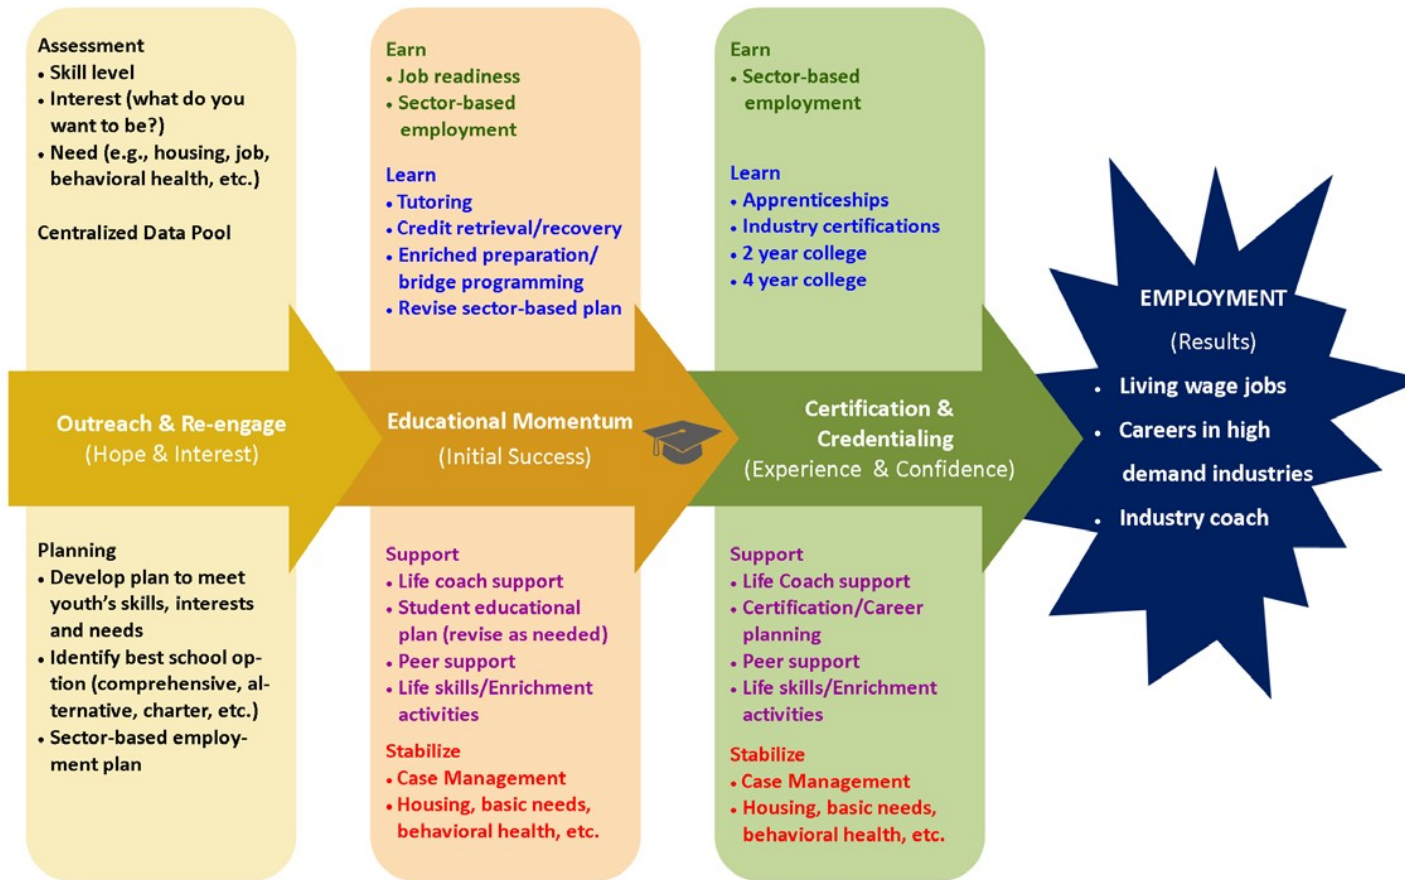 Assessment
• Skill level
• Interest (what do you
want to be?)
• Need (e.g., housing, job,
behavioral health, etc.)
Centralized Data Pool
Outreach & Re-engage
(Hope & Interest)
Planning
• Develop plan to meet
youth's skills, interests
and needs
• Identify best school op-
tion (comprehensive, al-
ternative, charter, etc.)
• Sector-based employ-
ment plan
Earn
• Job readiness
• Sector-based
employment
Learn
• Tutoring
• Credit retrieval/recovery
• Enriched preparation/
bridge programming
• Revise sector-based plan
Educational Momentum
(Initial Success)
Support
• Life coach support
• Student educational
plan (revise as needed)
• Peer support
• Life skills/Enrichment
activities
Stabilize
• Case Management
• Housing, basic needs,
behavioral health, etc.
Earn
• Sector-based
employment
Learn
• Apprenticeships
• Industry certifications
• 2 year college
• 4 year college
Certification &
Credentialing
(Experience & Confidence)
Support
• Life Coach support
• Certification/Career
planning
• Peer support
• Life skills/Enrichment
activities
Stabilize
• Case Management
• Housing, basic needs,
behavioral health, etc.
EMPLOYMENT
(Results)
• Living wage jobs
• Careers in high
demand industries
• Industry coach